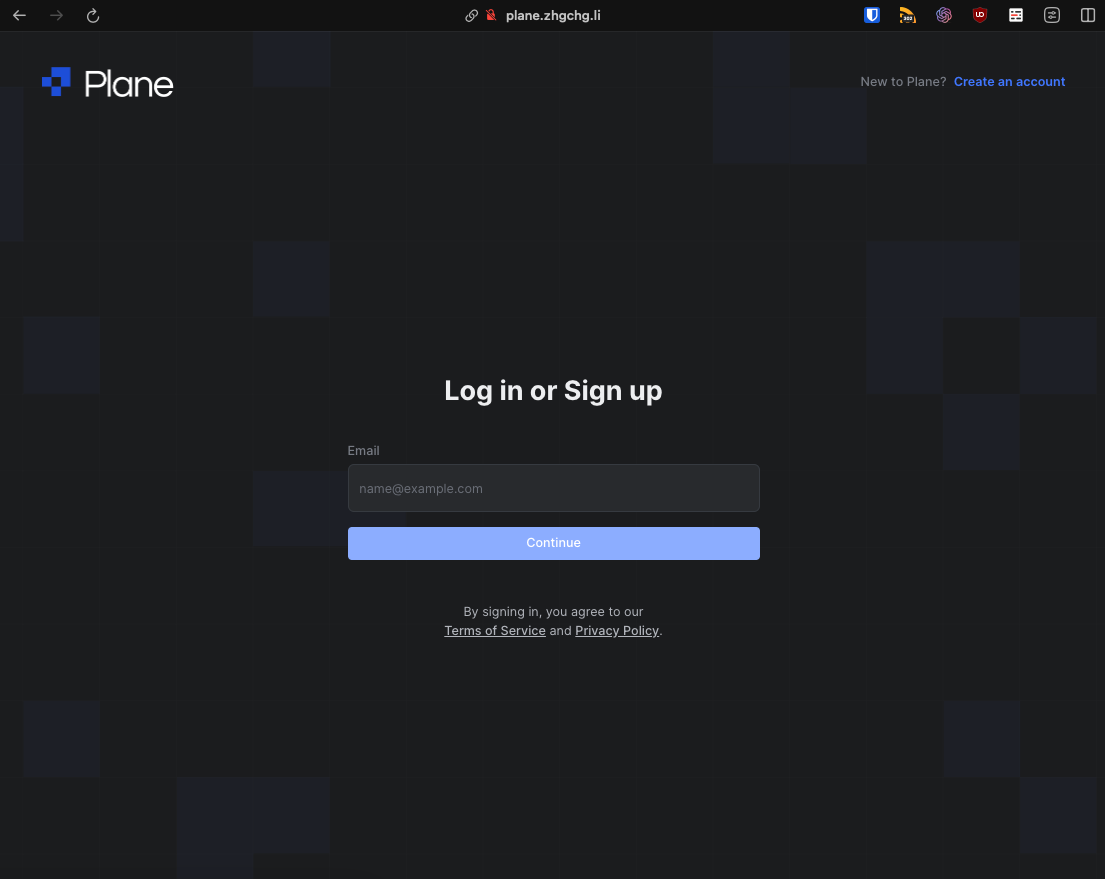 plane.zhgchg.li
Plane
New to Plane? Create an account
Log in or Sign up
Email
name@example.com
Continue
By signing in, you agree to our
Terms of Service and Privacy Policy.